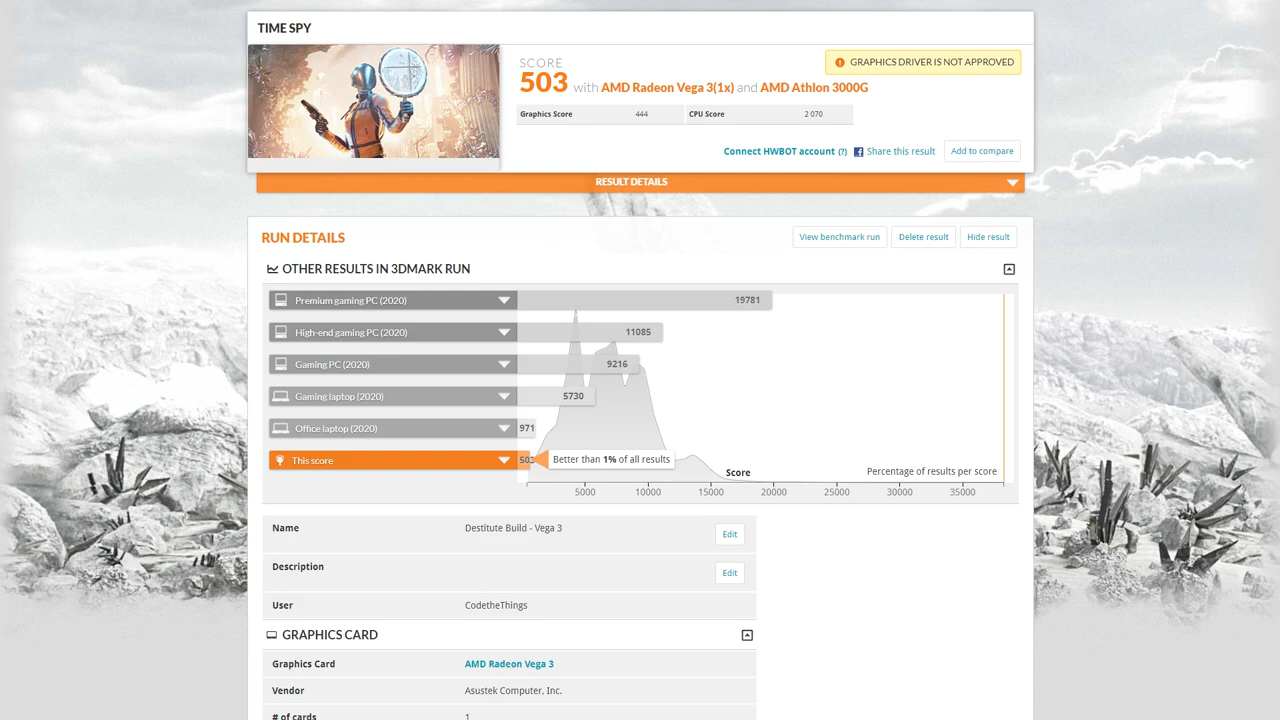 TIME SPY
SCORE
503 with AMD Radeon Vega 3(1x) and AMD Athlon 3000G
GRAPHICS DRIVER IS NOT APPROVED
Graphics Score 444 CPU Score 2 070
Connect HWBOT account (?) Share this result Add to compare
RESULT DETAILS
RUN DETAILS
View benchmark run Delete result Hide result
OTHER RESULTS IN 3DMARK RUN
Premium gaming PC (2020) 19781
High-end gaming PC (2020) 11085
Gaming PC (2020) 9216
Gaming laptop (2020) 5730
Office laptop (2020) 971
This score 503 Better than 1% of all results
Score Percentage of results per score
5000 10000 15000 20000 25000 30000 35000
Name Destitute Build - Vega 3 Edit
Description Edit
User CodetheThings
GRAPHICS CARD
Graphics Card AMD Radeon Vega 3
Vendor Asustek Computer, Inc.
# of cards 1